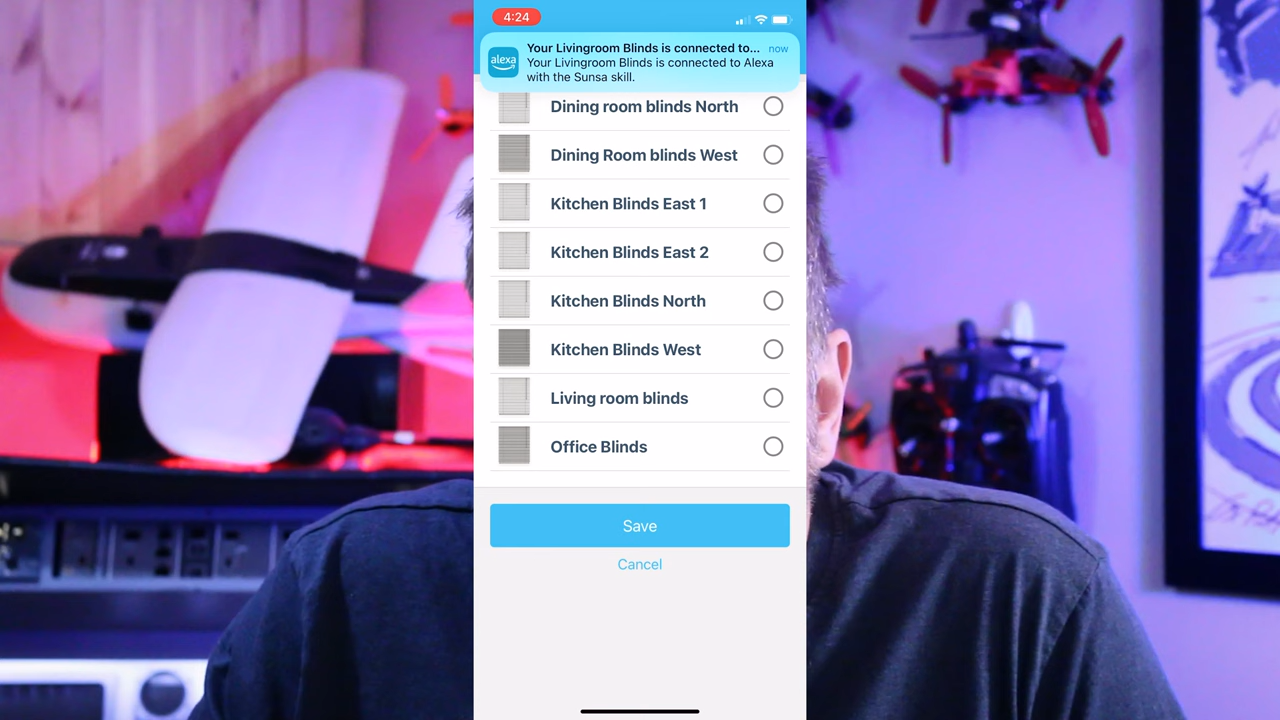 4:24
alexa
Your Livingroom Blinds is connected to... now
Your Livingroom Blinds is connected to Alexa
with the Sunsa skill.
Dining room blinds North
Dining Room blinds West
Kitchen Blinds East 1
Kitchen Blinds East 2
Kitchen Blinds North
Kitchen Blinds West
Living room blinds
Office Blinds
Save
Cancel